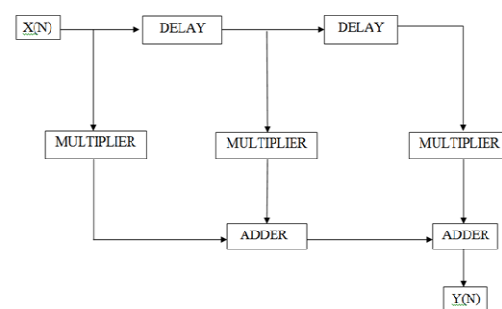 X(N)
DELAY
DELAY
MULTIPLIER
MULTIPLIER
MULTIPLIER
ADDER
ADDER
Y(N)